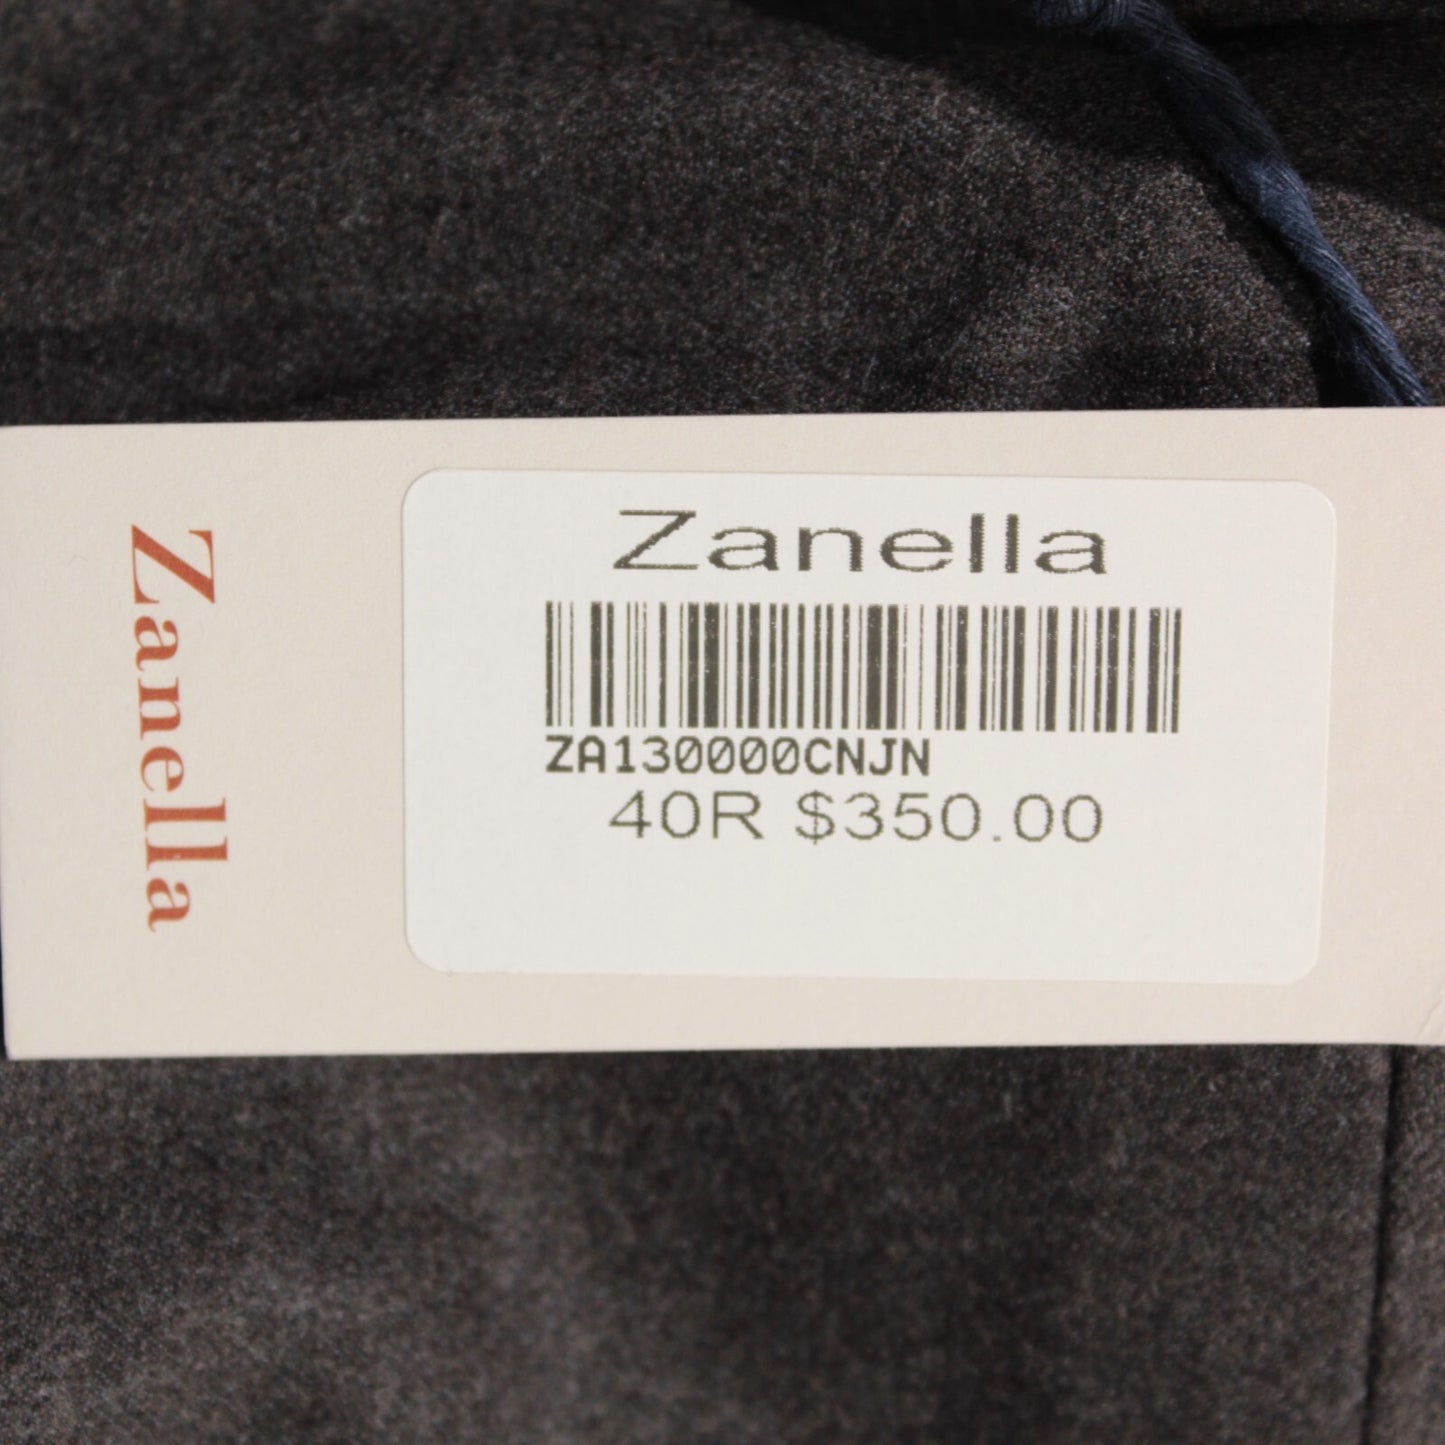 Zanella
Zanella
ZA130000CNJN
40R $350.00